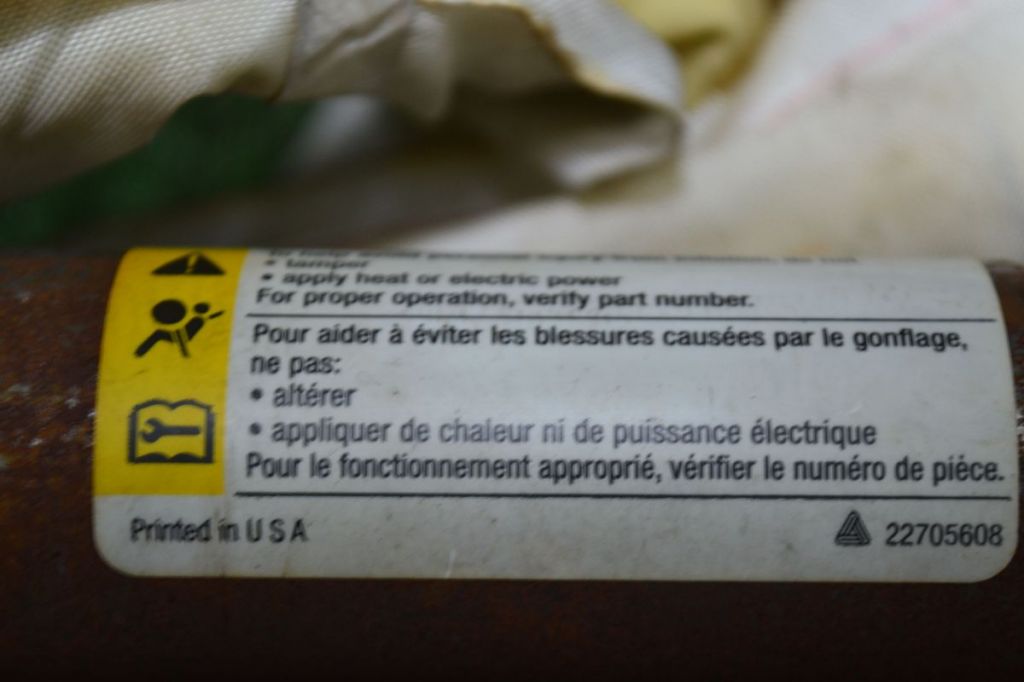 • tamper
• apply heat or electric power
For proper operation, verify part number.
Pour aider à éviter les blessures causées par le gonflage,
ne pas:
• altérer
• appliquer de chaleur ni de puissance électrique
Pour le fonctionnement approprié, vérifier le numéro de pièce.
Printed in U S A
22705608